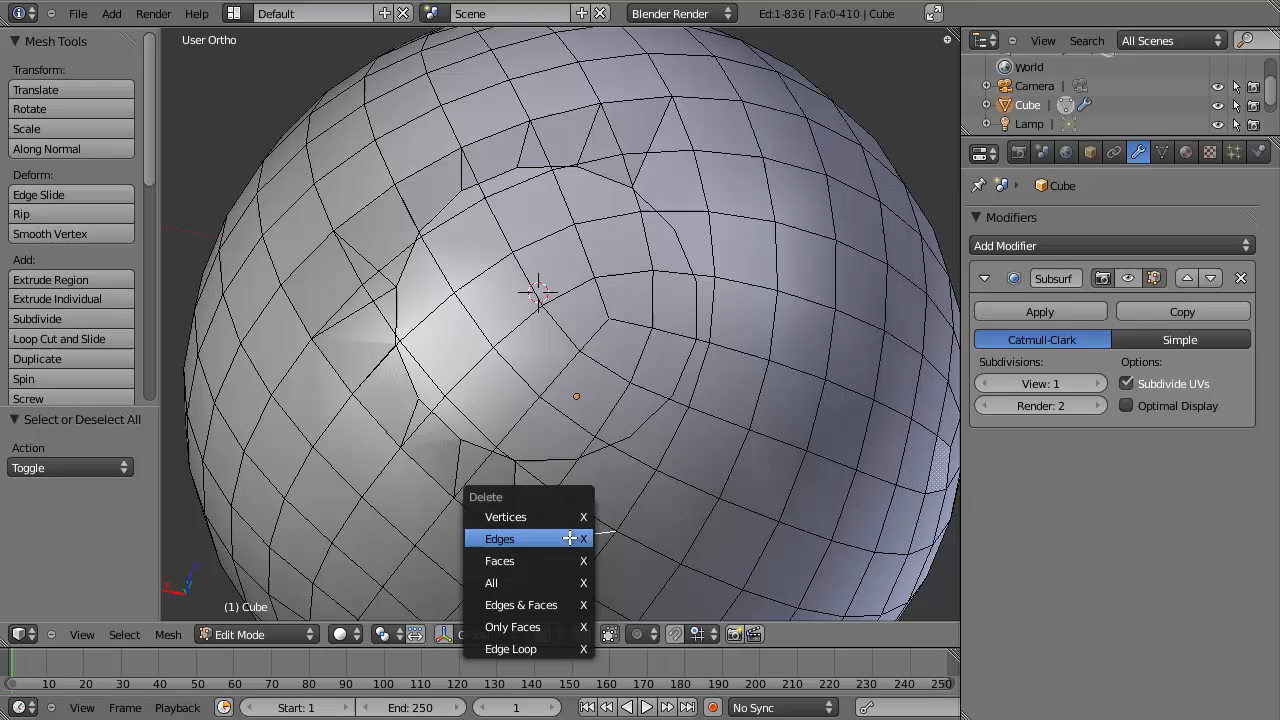 File Add Render Help Default Scene Blender Render Ed:1-836 | Fa:0-410 | Cube
Mesh Tools
Transform:
Translate
Rotate
Scale
Along Normal
Deform:
Edge Slide
Rip
Smooth Vertex
Add:
Extrude Region
Extrude Individual
Subdivide
Loop Cut and Slide
Duplicate
Spin
Screw
Select or Deselect All
Action
Toggle
User Ortho
(1) Cube
Delete
Vertices X
Edges X
Faces X
All X
Edges & Faces X
Only Faces X
Edge Loop X
View Select Mesh Edit Mode
View Search All Scenes
World
Camera
Cube
Lamp
Cube
Modifiers
Add Modifier
Subsurf
Apply Copy
Catmull-Clark Simple
Subdivisions: Options:
View: 1 Subdivide UVs
Render: 2 Optimal Display
0 10 20 30 40 50 60 70 80 90 100 110 120 130 140 150 160 170 180 190 200 210 220 230 240 250
View Frame Playback Start: 1 End: 250 1 No Sync